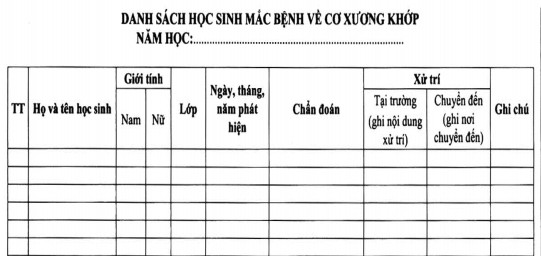 DANH SÁCH HỌC SINH MẮC BỆNH VỀ CƠ XƯƠNG KHỚP
NĂM HỌC:..................................................................
TT
Họ và tên học sinh
Giới tính
Nam
Nữ
Lớp
Ngày, tháng,
năm phát
hiện
Chẩn đoán
Xử trí
Tại trường
(ghi nội dung
xử trí)
Chuyển đến
(ghi nơi
chuyển đến)
Ghi chú